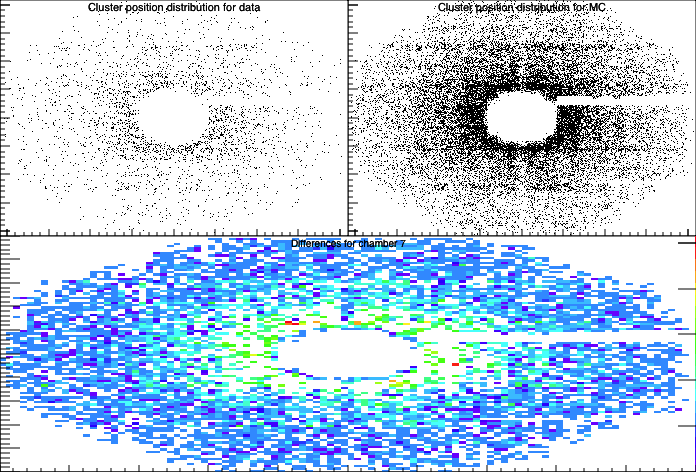 Cluster position distribution for data
Cluster position distribution for MC
Differences for chamber 7